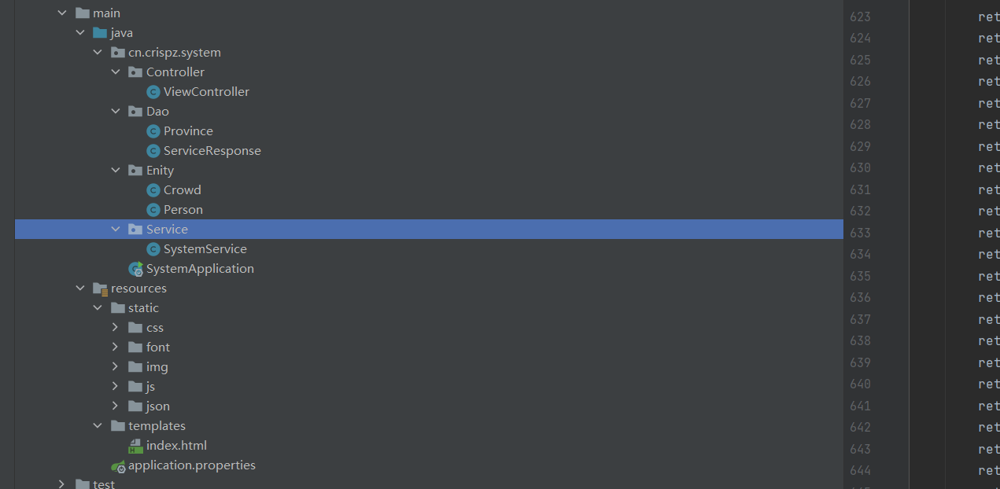 main
java
cn.crispz.system
Controller
ViewController
Dao
Province
ServiceResponse
Enity
Crowd
Person
Service
SystemService
SystemApplication
resources
static
css
font
img
js
json
templates
index.html
application.properties
test
623 ret
624 ret
625 ret
626 ret
627 ret
628 ret
629 ret
630 ret
631 ret
632 ret
633 ret
634 ret
635 ret
636 ret
637 ret
638 ret
639 ret
640 ret
641 ret
642 ret
643 ret
644 ret